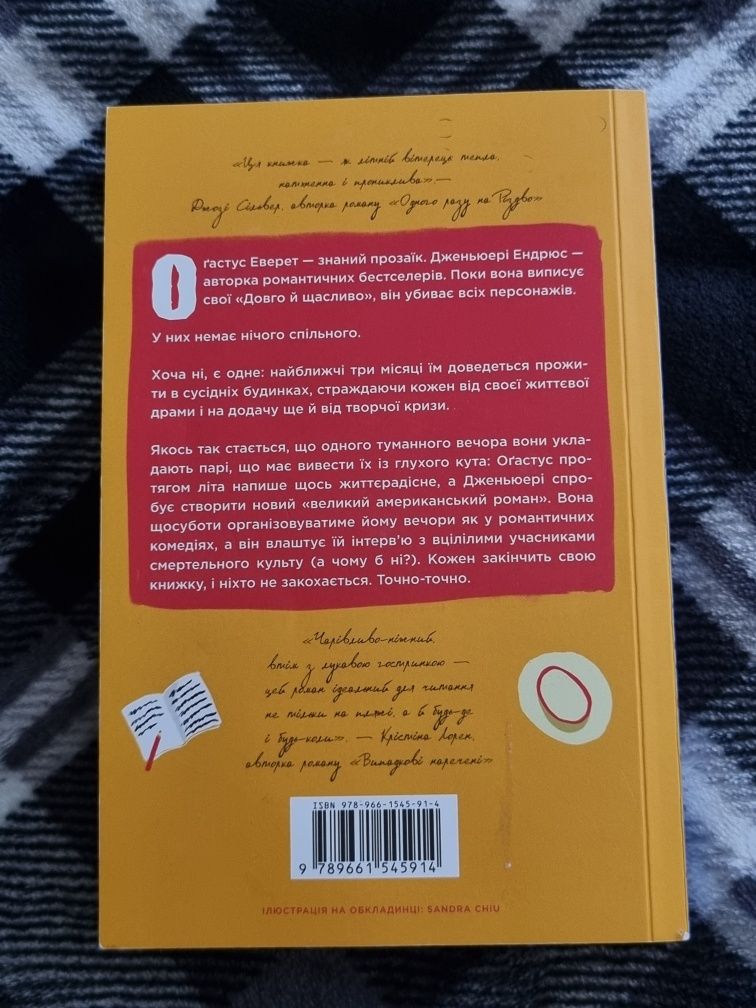 «Ця книжка — як літній вітерець: тепла,
натхненна і прониклива». —
Джозі Сільвер, авторка роману «Одного разу на Різдво»
Оґастус Еверет — знаний прозаїк. Дженьюері Ендрюс —
авторка романтичних бестселерів. Поки вона виписує
свої «Довго й щасливо», він убиває всіх персонажів.
У них немає нічого спільного.
Хоча ні, є одне: найближчі три місяці їм доведеться прожи-
ти в сусідніх будинках, страждаючи кожен від своєї життєвої
драми і на додачу ще й від творчої кризи.
Якось так стається, що одного туманного вечора вони укла-
дають парі, що має вивести їх із глухого кута: Оґастус про-
тягом літа напише щось життєрадісне, а Дженьюері спро-
бує створити новий «великий американський роман». Вона
щосуботи організовуватиме йому вечори як у романтичних
комедіях, а він влаштує їй інтерв’ю з вцілілими учасниками
смертельного культу (а чому б ні?). Кожен закінчить свою
книжку, і ніхто не закохається. Точно-точно.
«Чарівливо-ніжний,
втім з лукавою гостринкою —
цей роман ідеальний для читання
не тільки на пляжі, а й будь-де
і будь-коли». — Крістіна Лорен,
авторка роману «Випадкові наречені»
ISBN 978-966-1545-91-4
9 789661 545914
ІЛЮСТРАЦІЯ НА ОБКЛАДИНЦІ: SANDRA CHIU